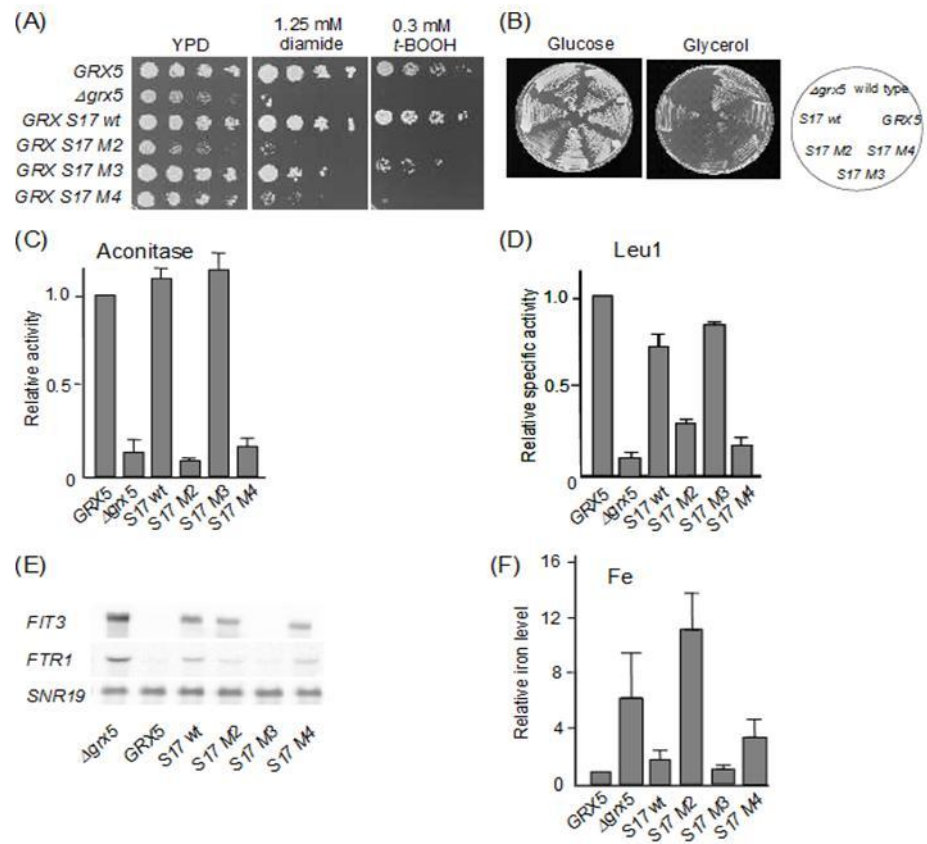 (A)
YPD
1.25 mM
diamide
0.3 mM
t-BOOH
GRX5
Δgrx5
GRX S17 wt
GRX S17 M2
GRX S17 M3
GRX S17 M4
(B)
Glucose
Glycerol
Δgrx5 wild type
S17 wt GRX5
S17 M2 S17 M4
S17 M3
(C)
Aconitase
Relative activity
1.0
0.5
0
GRX5
Δgrx5
S17 wt
S17 M2
S17 M3
S17 M4
(D)
Leu1
Relative specific activity
1.0
0.5
0
GRX5
Δgrx5
S17 wt
S17 M2
S17 M3
S17 M4
(E)
FIT3
FTR1
SNR19
Δgrx5
GRX5
S17 wt
S17 M2
S17 M3
S17 M4
(F)
Fe
Relative iron level
16
12
8
4
0
GRX5
Δgrx5
S17 wt
S17 M2
S17 M3
S17 M4